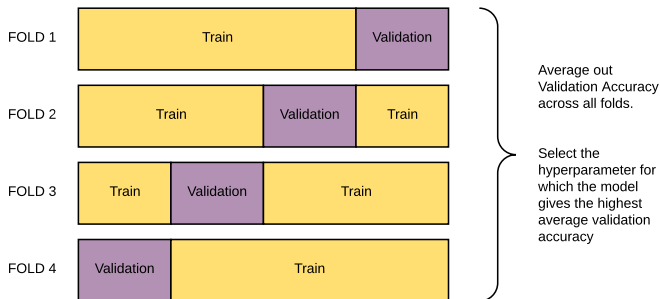 FOLD 1 Train Validation
FOLD 2 Train Validation Train
FOLD 3 Train Validation Train
FOLD 4 Validation Train
Average out
Validation Accuracy
across all folds.
Select the
hyperparameter for
which the model
gives the highest
average validation
accuracy